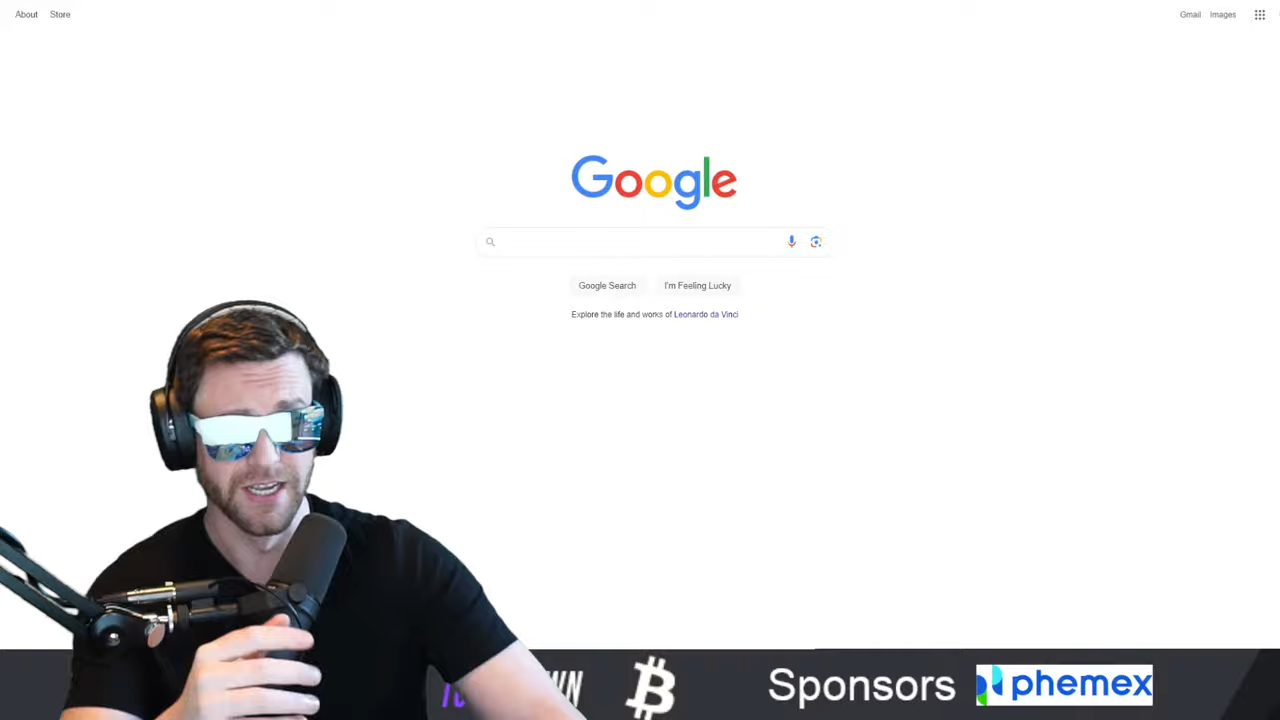 About Store
Gmail Images
Google
Google Search I'm Feeling Lucky
Explore the life and works of Leonardo da Vinci
Sponsors phemex